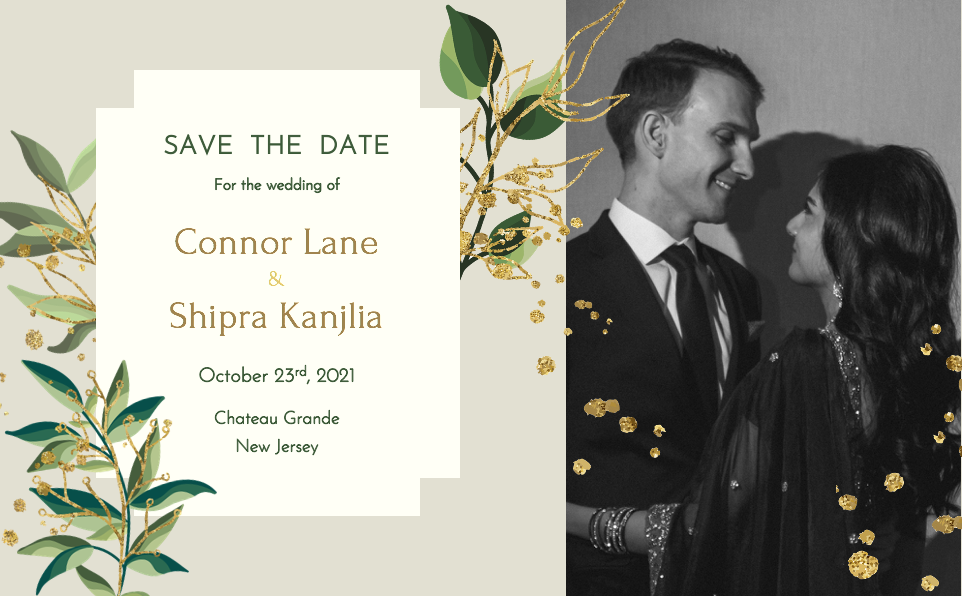 SAVE THE DATE
For the wedding of
Connor Lane
&
Shipra Kanjlia
October 23rd, 2021
Chateau Grande
New Jersey